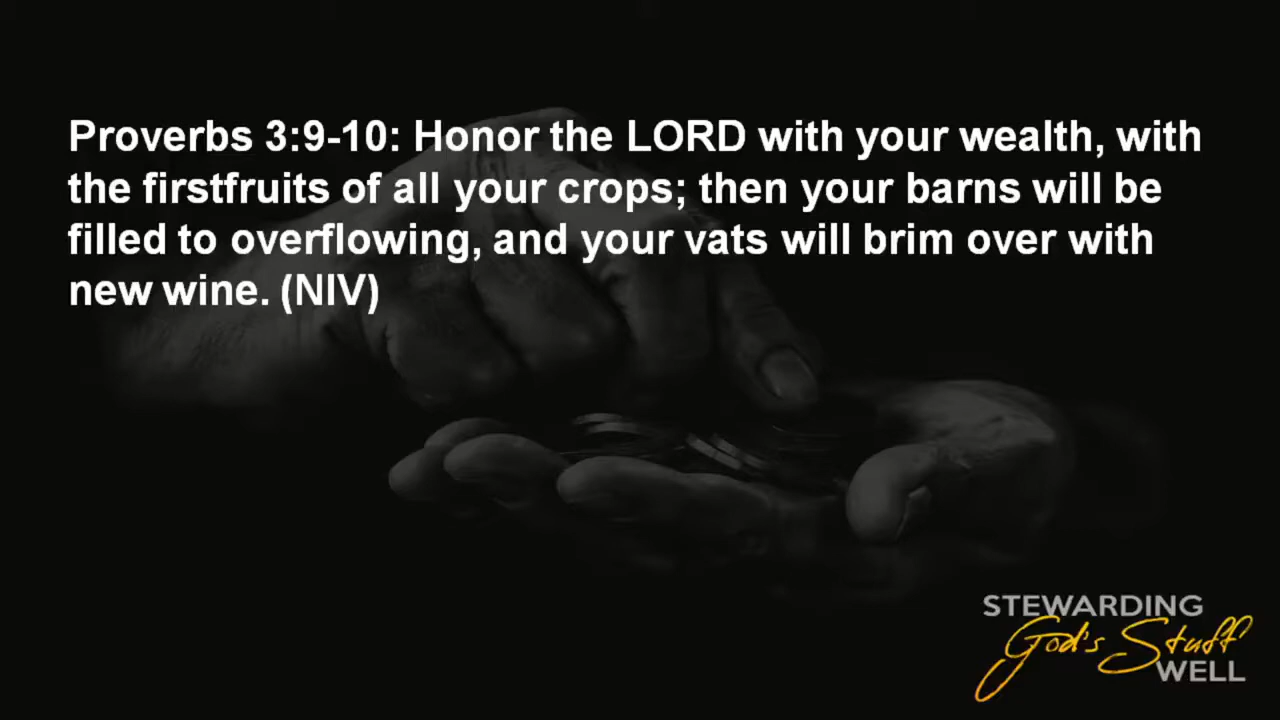 Proverbs 3:9-10: Honor the LORD with your wealth, with
the firstfruits of all your crops; then your barns will be
filled to overflowing, and your vats will brim over with
new wine. (NIV)
STEWARDING
God's Stuff
WELL